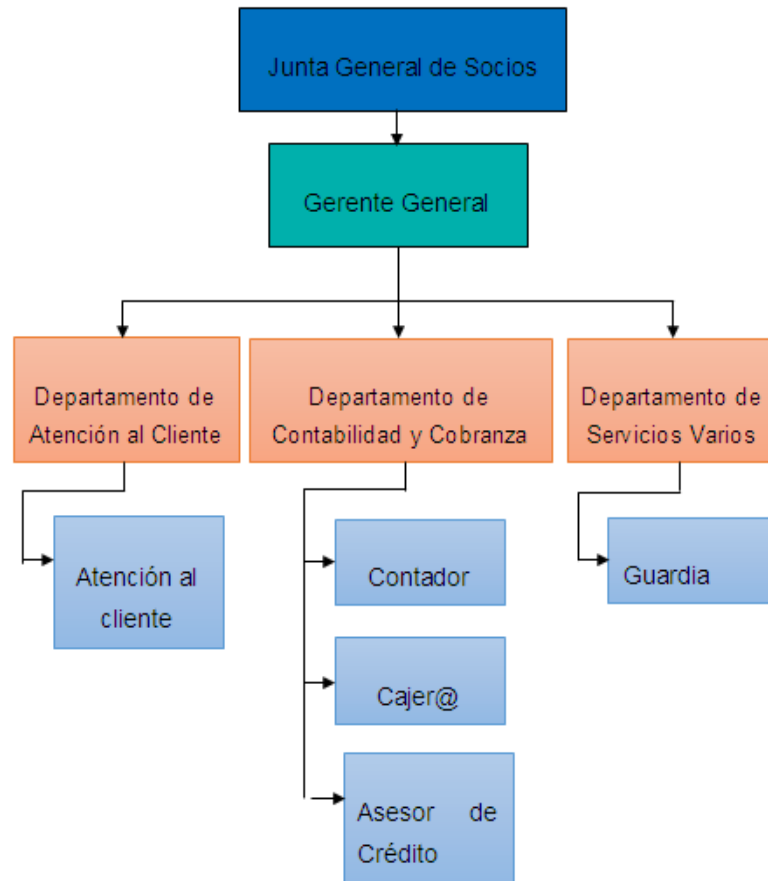 Junta General de Socios
Gerente General
Departamento de
Atención al Cliente
Departamento de
Contabilidad y Cobranza
Departamento de
Servicios Varios
Atención al
cliente
Contador
Cajer@
Asesor de
Crédito
Guardia